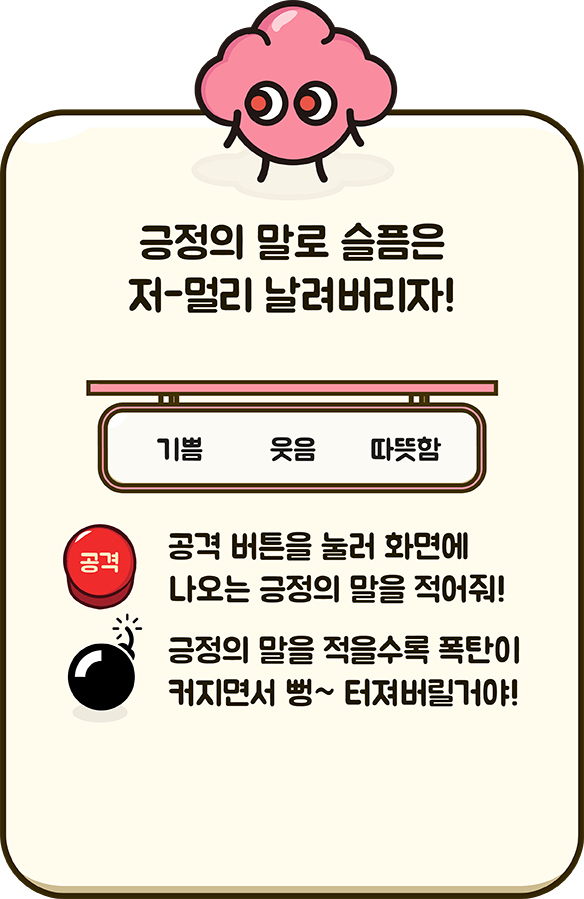 긍정의 말로 슬픔은
저-멀리 날려버리자!
기쁨 웃음 따뜻함
공격
공격 버튼을 눌러 화면에
나오는 긍정의 말을 적어줘!
긍정의 말을 적을수록 폭탄이
커지면서 뻥~ 터져버릴거야!